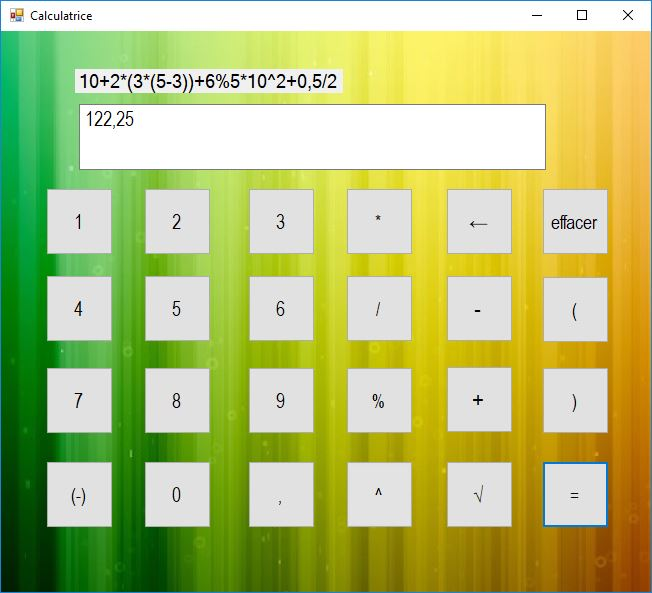 Calculatrice
10+2*(3*(5-3))+6%5*10^2+0,5/2
122,25
1 2 3 * ← effacer
4 5 6 / - (
7 8 9 % + )
(-) 0 , ^ √ =